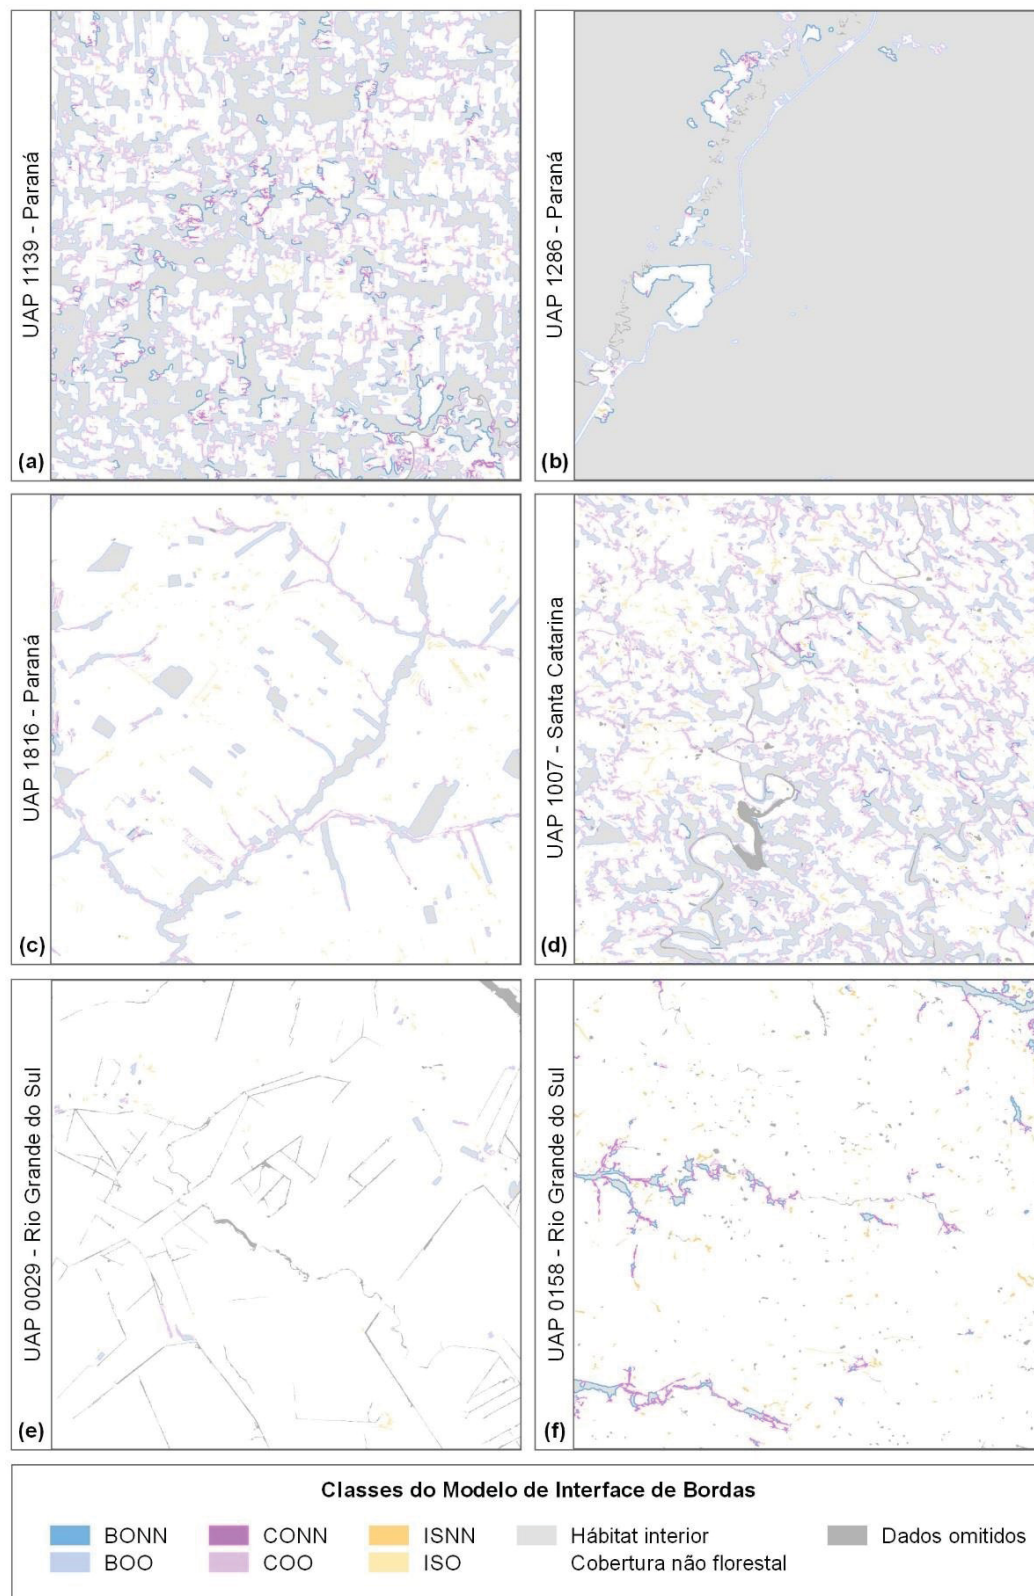 UAP 1139 - Paraná
(a)
UAP 1286 - Paraná
(b)
UAP 1816 - Paraná
(c)
UAP 1007 - Santa Catarina
(d)
UAP 0029 - Rio Grande do Sul
(e)
UAP 0158 - Rio Grande do Sul
(f)
Classes do Modelo de Interface de Bordas
BONN CONN ISNN Hábitat interior Dados omitidos
BOO COO ISO Cobertura não florestal